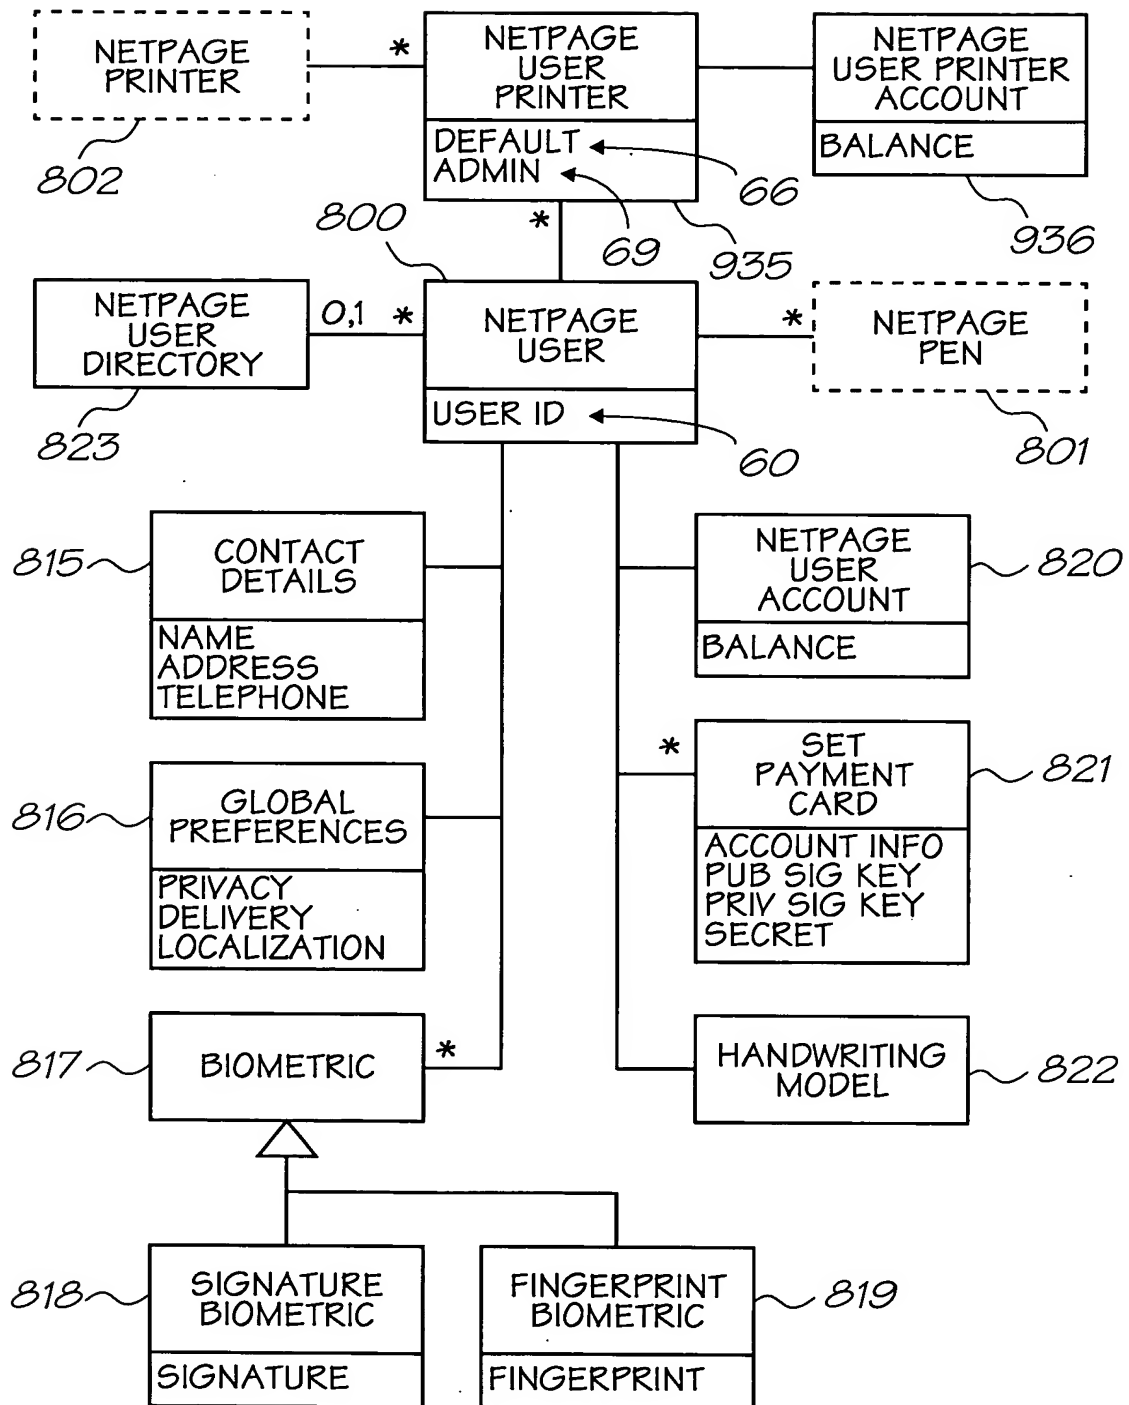 NETPAGE
PRINTER
802
*
NETPAGE
USER
PRINTER
DEFAULT
ADMIN
66
69
935
*
NETPAGE
USER PRINTER
ACCOUNT
BALANCE
936
800
NETPAGE
USER
DIRECTORY
823
0,1 *
NETPAGE
USER
USER ID
60
*
NETPAGE
PEN
801
815
CONTACT
DETAILS
NAME
ADDRESS
TELEPHONE
NETPAGE
USER
ACCOUNT
BALANCE
820
816
GLOBAL
PREFERENCES
PRIVACY
DELIVERY
LOCALIZATION
*
SET
PAYMENT
CARD
ACCOUNT INFO
PUB SIG KEY
PRIV SIG KEY
SECRET
821
817
BIOMETRIC
*
HANDWRITING
MODEL
822
818
SIGNATURE
BIOMETRIC
SIGNATURE
FINGERPRINT
BIOMETRIC
FINGERPRINT
819